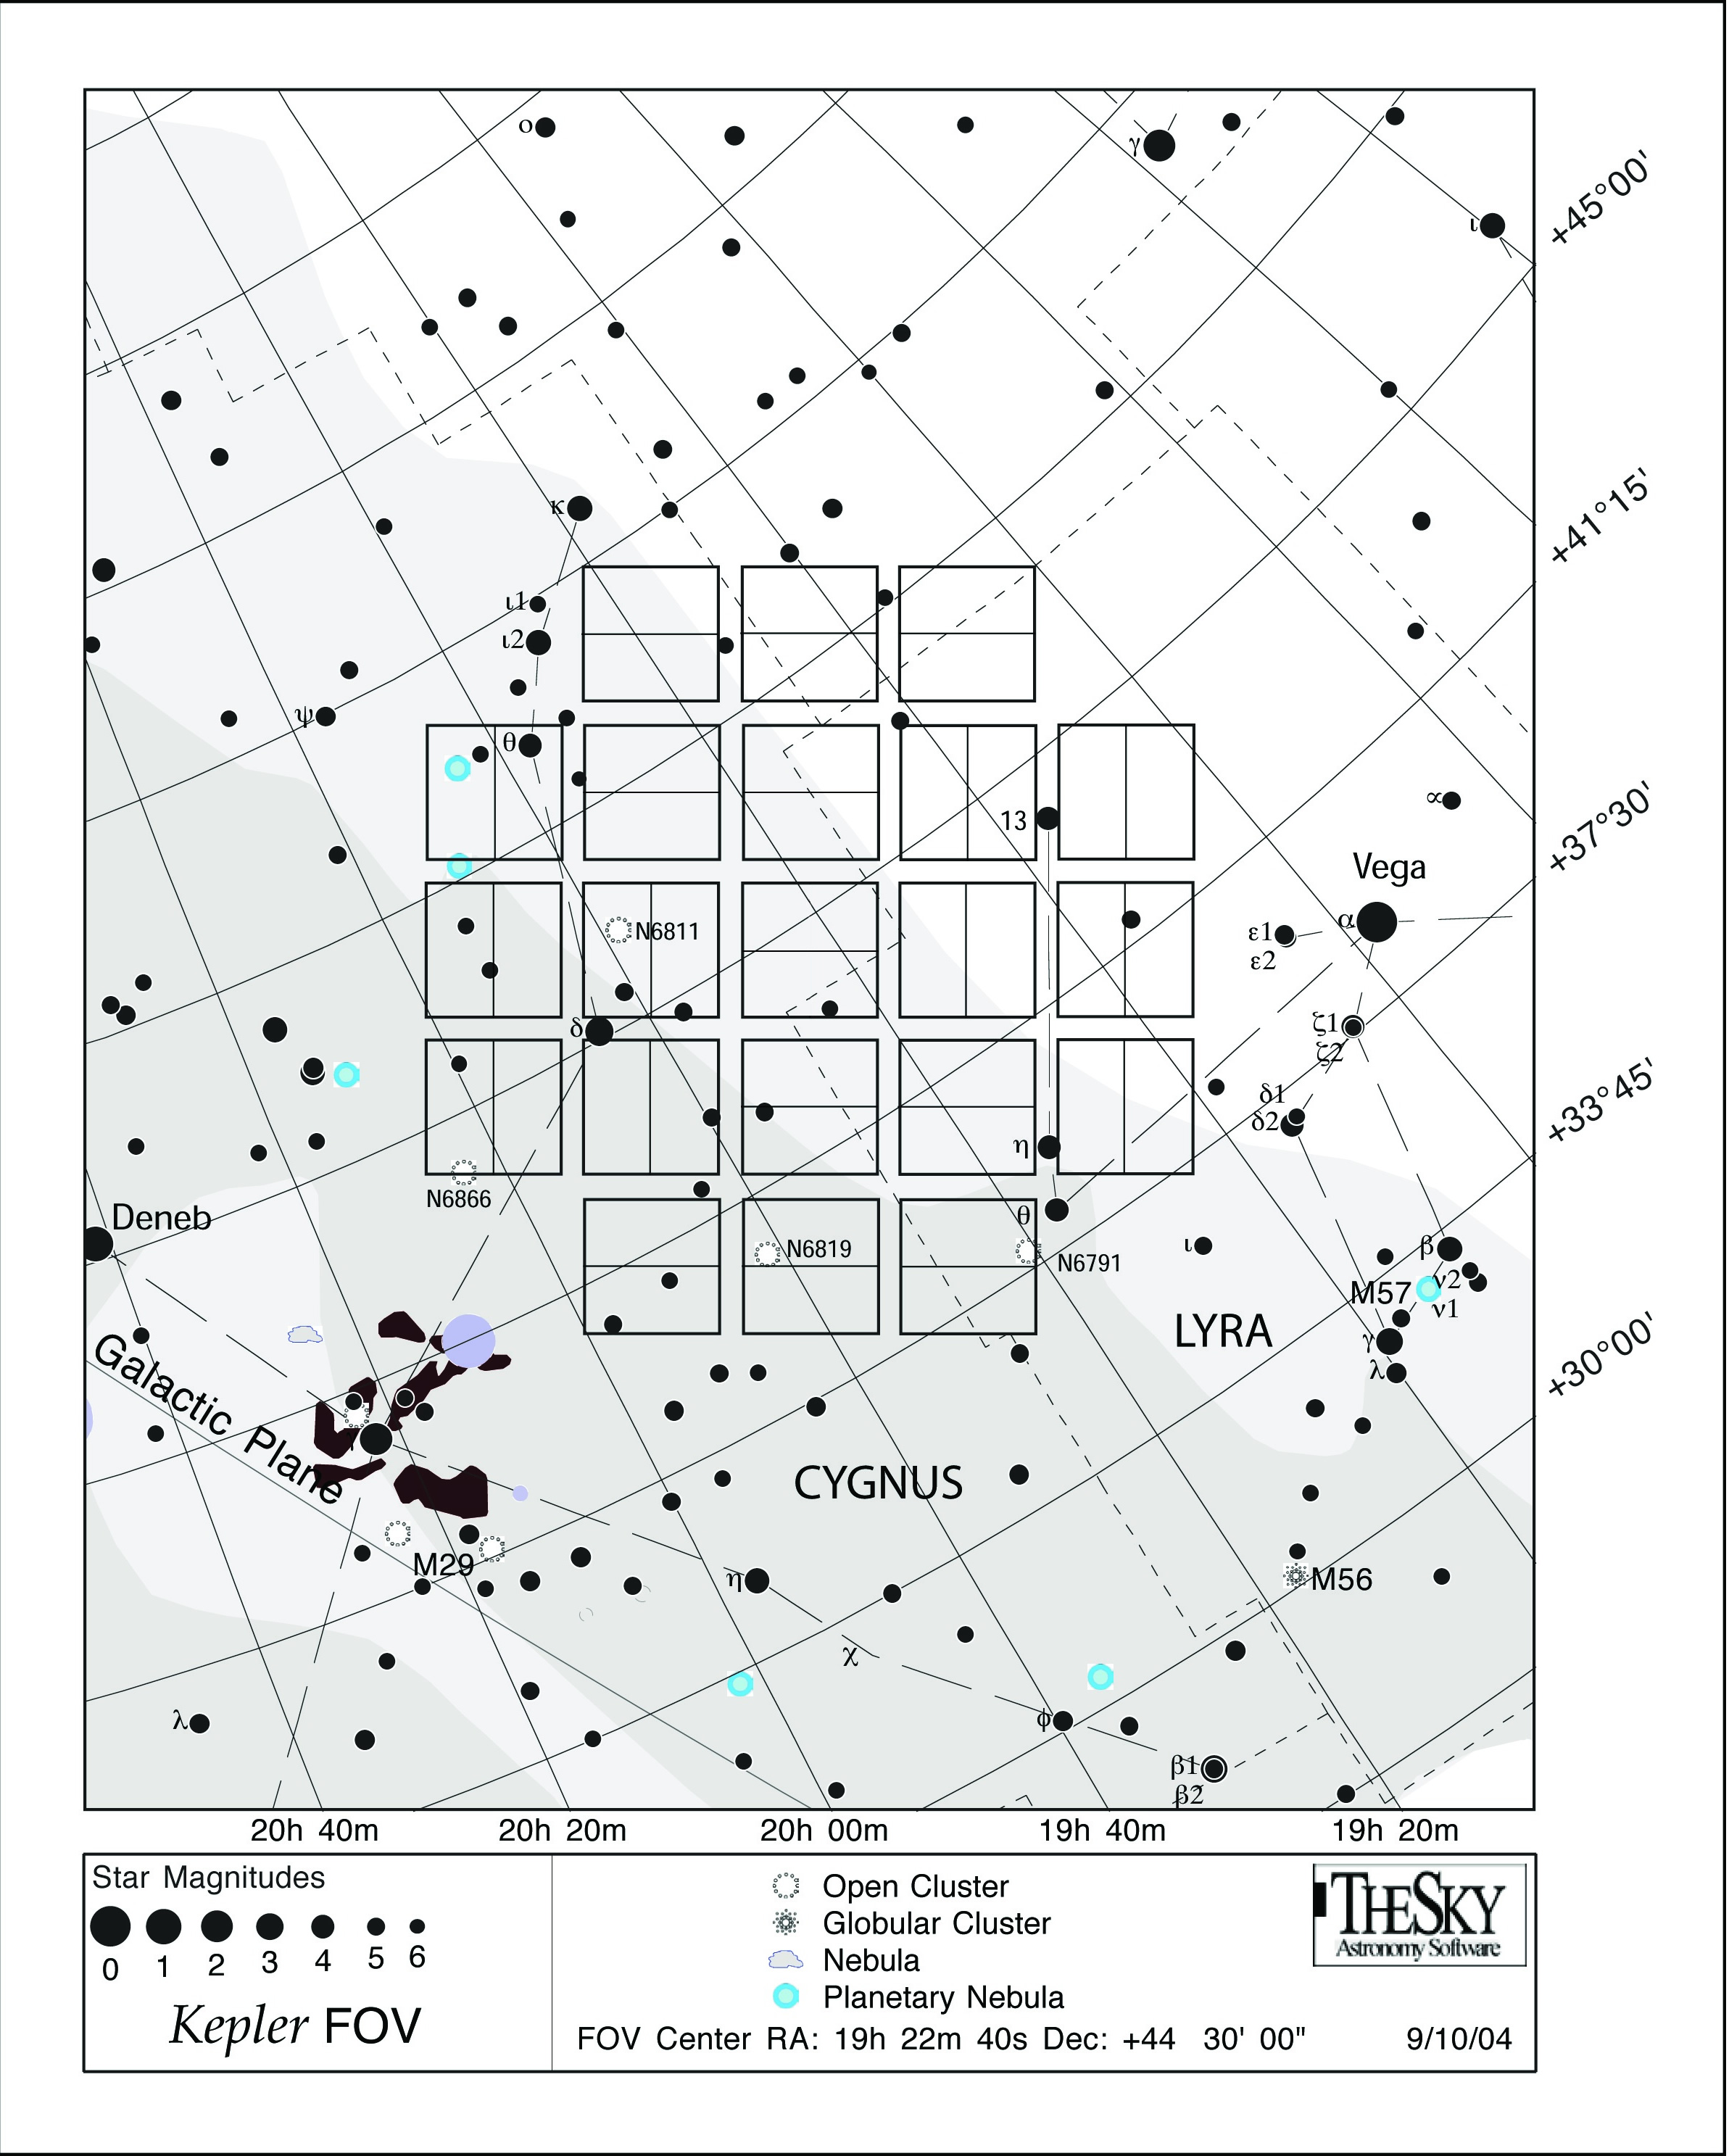 ο
γ
ι
+45°00'
κ
+41°15'
ι1
ι2
ψ
θ
+37°30'
∝
13
Vega
α
N6811
ε1
ε2
δ
ζ1
ζ2
+33°45'
δ1
δ2
η
N6866
θ
Deneb
N6819
N6791
ι
β
M57
ν2
ν1
LYRA
γ
λ
+30°00'
Galactic Plane
CYGNUS
M29
η
M56
χ
λ
φ
β1
β2
20h 40m 20h 20m 20h 00m 19h 40m 19h 20m
Star Magnitudes
0 1 2 3 4 5 6
Kepler FOV
Open Cluster
Globular Cluster
Nebula
Planetary Nebula
THESKY
Astronomy Software
FOV Center RA: 19h 22m 40s Dec: +44 30' 00" 9/10/04